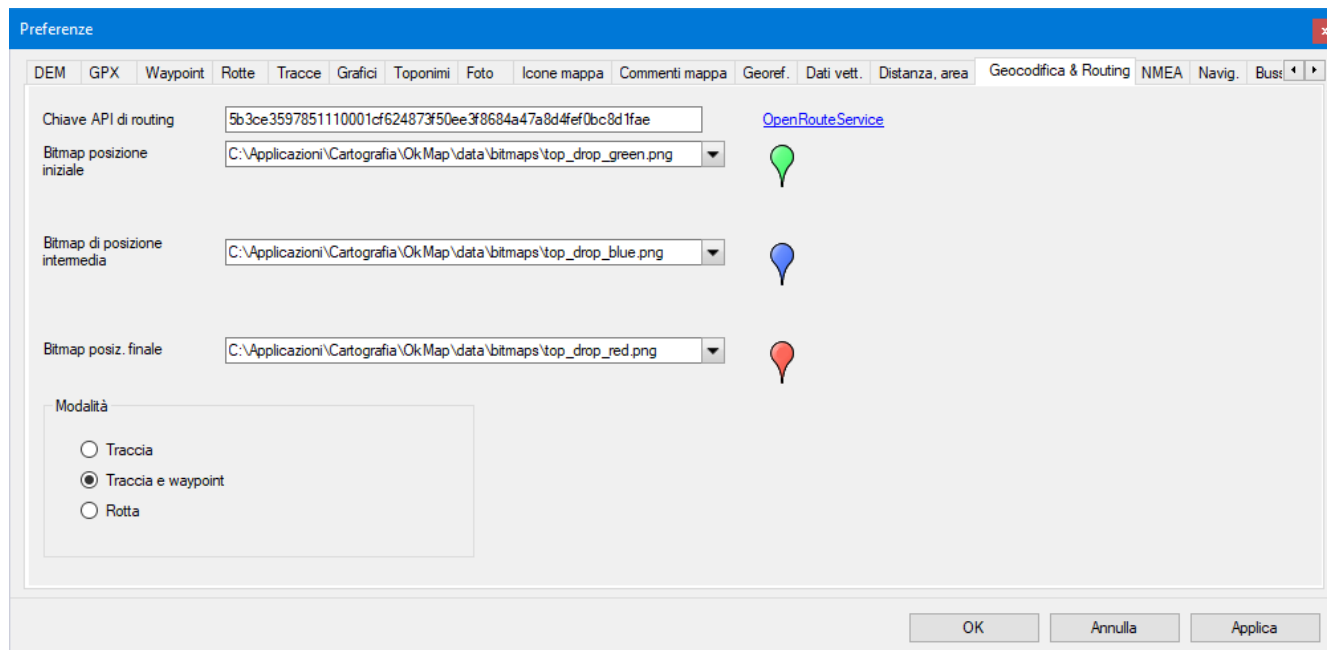 Preferenze
DEM GPX Waypoint Rotte Tracce Grafici Toponimi Foto Icone mappa Commenti mappa Georef. Dati vett. Distanza, area Geocodifica & Routing NMEA Navig.
Chiave API di routing 5b3ce3597851110001cf624873f50ee3f8684a47a8d4fef0bc8d1fae OpenRouteService
Bitmap posizione
iniziale
C:\Applicazioni\Cartografia\OkMap\data\bitmaps\top_drop_green.png
Bitmap di posizione
intermedia
C:\Applicazioni\Cartografia\OkMap\data\bitmaps\top_drop_blue.png
Bitmap posiz. finale C:\Applicazioni\Cartografia\OkMap\data\bitmaps\top_drop_red.png
Modalità
Traccia
Traccia e waypoint
Rotta
OK Annulla Applica